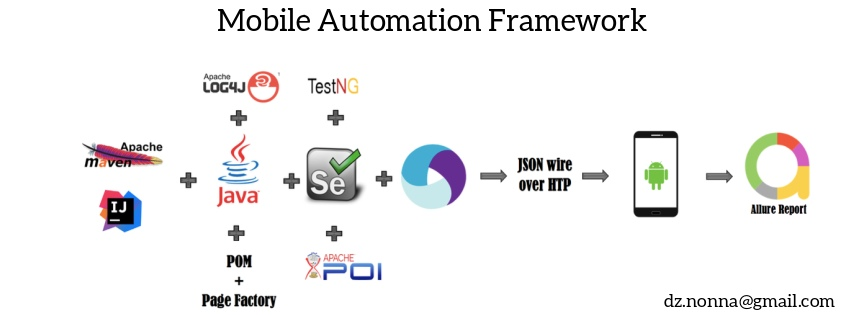 Mobile Automation Framework
Apache
LOG4J
TestNG
Apache
maven
IJ
Java
Se
JSON wire
over HTP
Allure Report
POM
+
Page Factory
APACHE
POI
dz.nonna@gmail.com